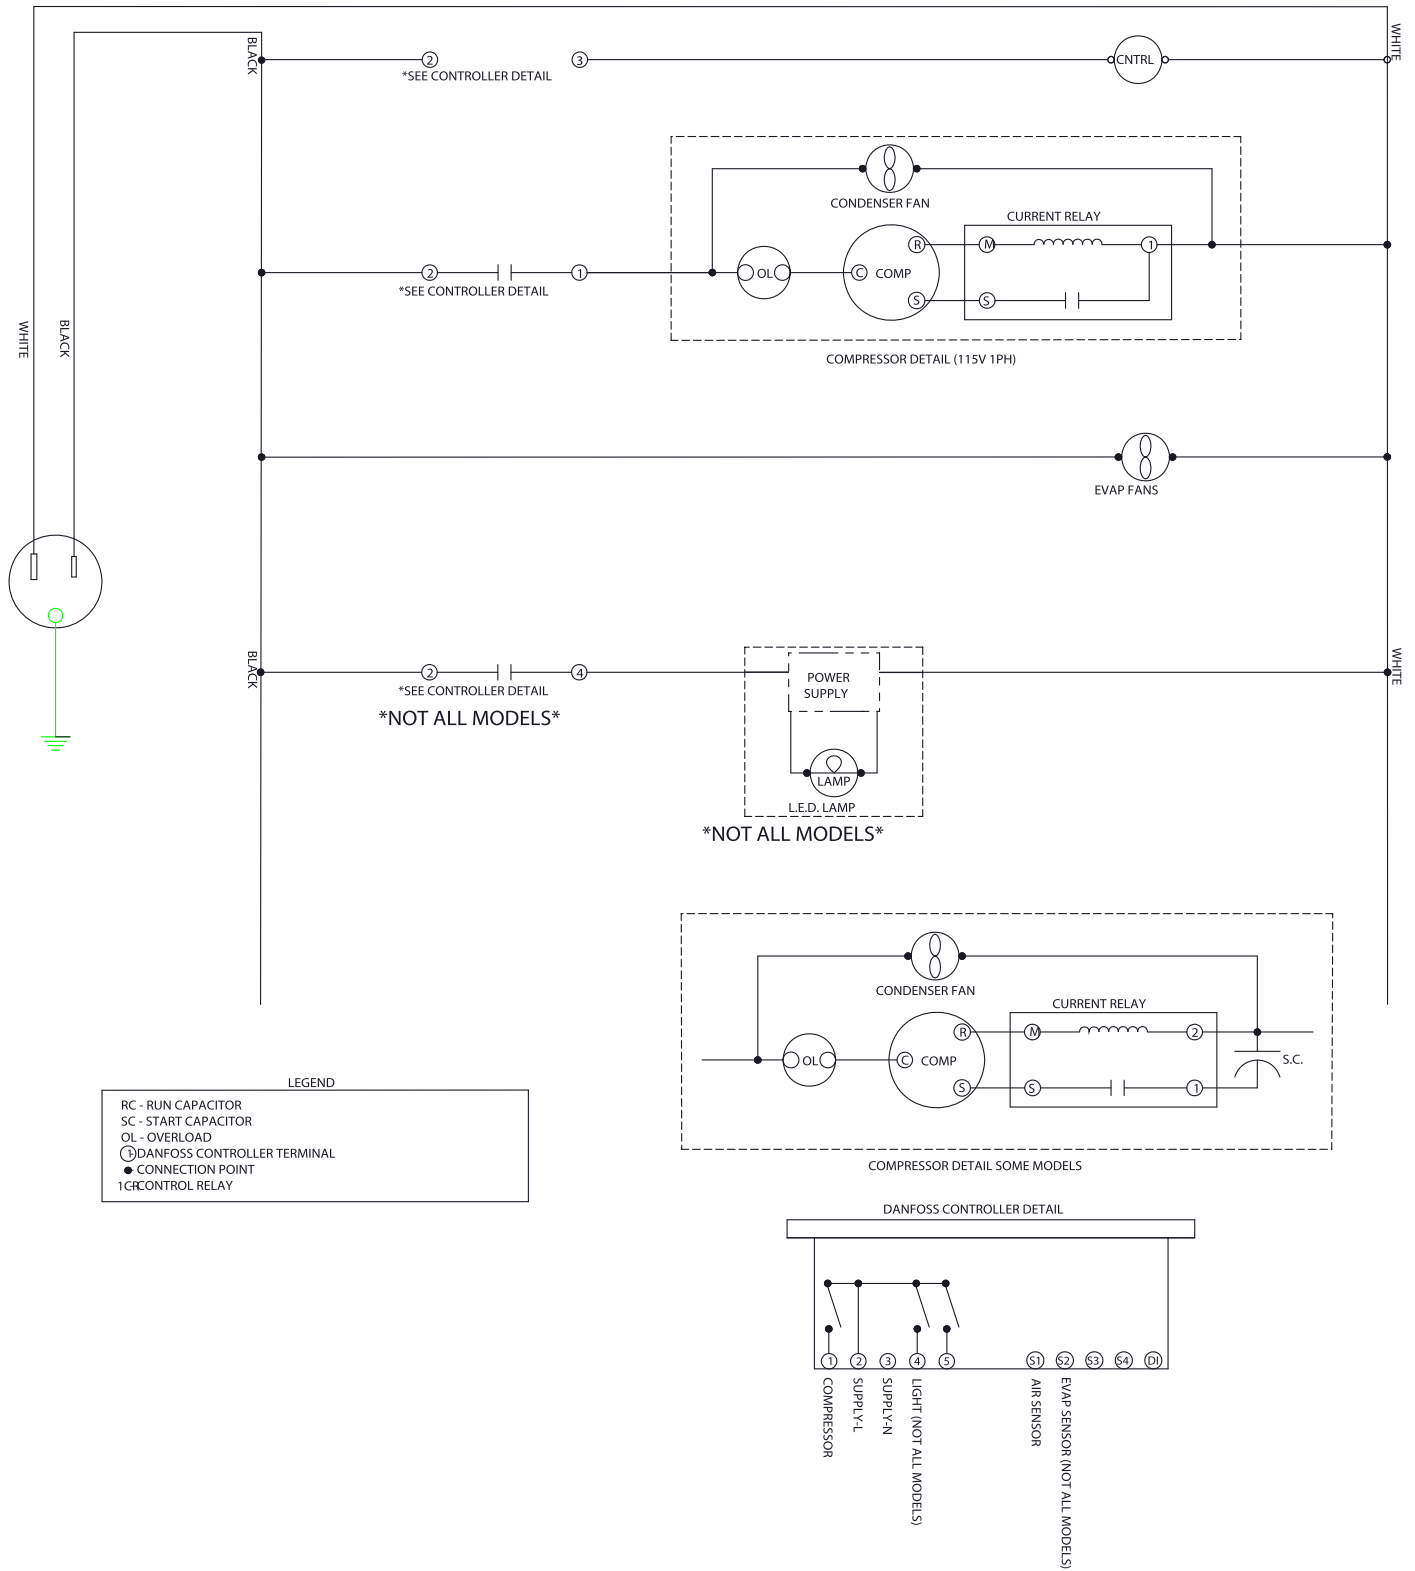 BLACK
WHITE
2
3
CNTRL
*SEE CONTROLLER DETAIL
CONDENSER FAN
CURRENT RELAY
R
M
1
2
1
OL
C
COMP
*SEE CONTROLLER DETAIL
S
S
COMPRESSOR DETAIL (115V 1PH)
WHITE
BLACK
EVAP FANS
BLACK
WHITE
2
4
*SEE CONTROLLER DETAIL
*NOT ALL MODELS*
POWER
SUPPLY
LAMP
L.E.D. LAMP
*NOT ALL MODELS*
CONDENSER FAN
CURRENT RELAY
R
M
2
OL
C
COMP
S.C.
S
S
1
COMPRESSOR DETAIL SOME MODELS
LEGEND
RC - RUN CAPACITOR
SC - START CAPACITOR
OL - OVERLOAD
1 -DANFOSS CONTROLLER TERMINAL
- CONNECTION POINT
1CR-CONTROL RELAY
DANFOSS CONTROLLER DETAIL
1
2
3
4
5
S1
S2
S3
S4
DI
COMPRESSOR
SUPPLY-L
SUPPLY-N
LIGHT (NOT ALL MODELS)
AIR SENSOR
EVAP SENSOR (NOT ALL MODELS)